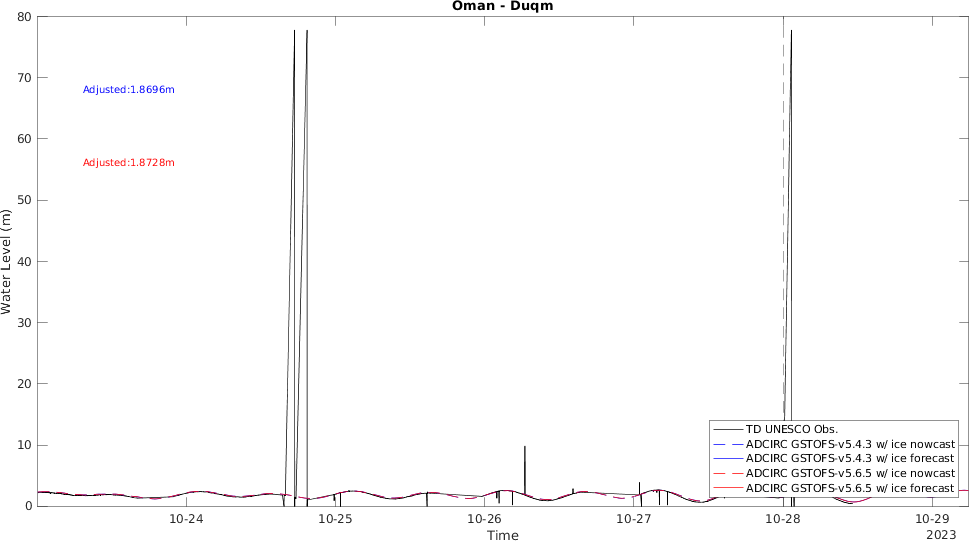 Oman - Duqm
80
70
60
50
40
30
20
10
0
Water Level (m)
Adjusted:1.8696m
Adjusted:1.8728m
TD UNESCO Obs.
ADCIRC GSTOFS-v5.4.3 w/ ice nowcast
ADCIRC GSTOFS-v5.4.3 w/ ice forecast
ADCIRC GSTOFS-v5.6.5 w/ ice nowcast
ADCIRC GSTOFS-v5.6.5 w/ ice forecast
10-24 10-25 10-26 10-27 10-28 10-29
2023
Time